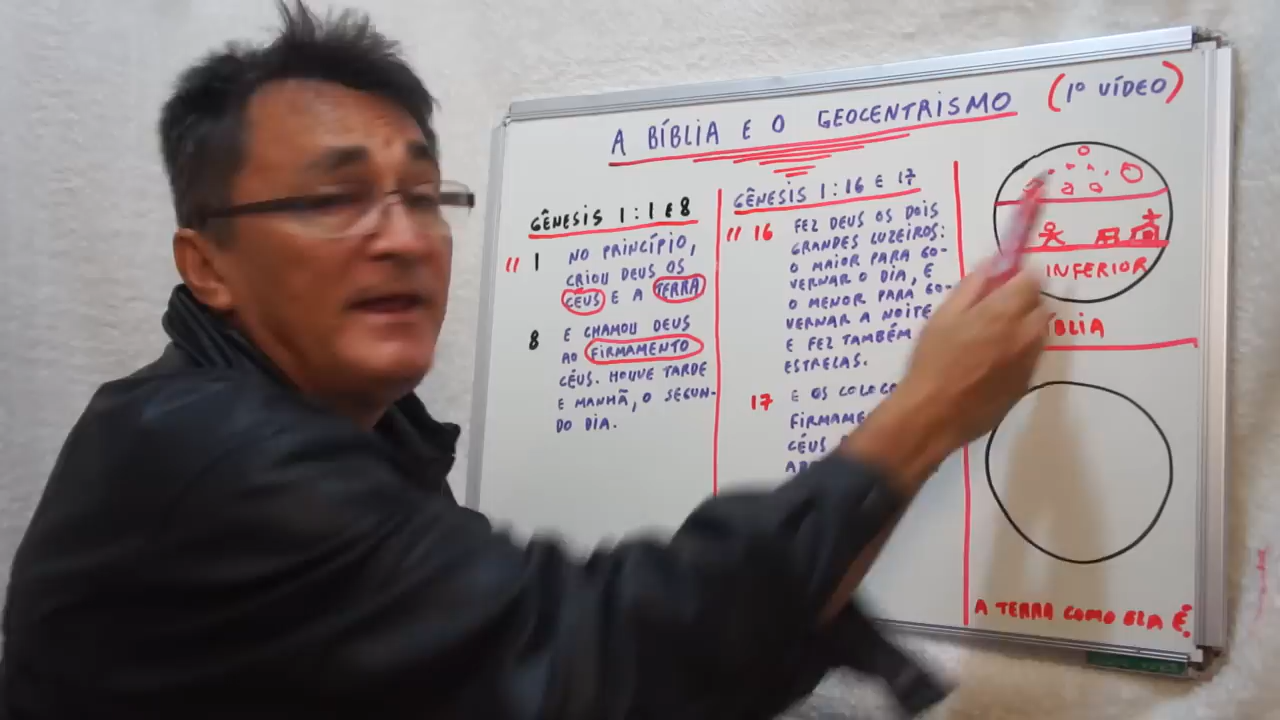 A BÍBLIA E O GEOCENTRISMO (1º VÍDEO)
GÊNESIS 1:1 E 8
" 1 NO PRINCÍPIO,
CRIOU DEUS OS
CÉUS E A TERRA
8 E CHAMOU DEUS
AO FIRMAMENTO
CÉUS. HOUVE TARDE
E MANHÃ, O SEGUN-
DO DIA.
GÊNESIS 1:16 E 17
" 16 FEZ DEUS OS DOIS
GRANDES LUZEIROS:
O MAIOR PARA GO-
VERNAR O DIA, E
O MENOR PARA GO-
VERNAR A NOITE
E FEZ TAMBÉM
ESTRELAS.
17 E OS COLOC
FIRMAME
CÉUS
INFERIOR
ÍBLIA
A TERRA COMO ELA É.